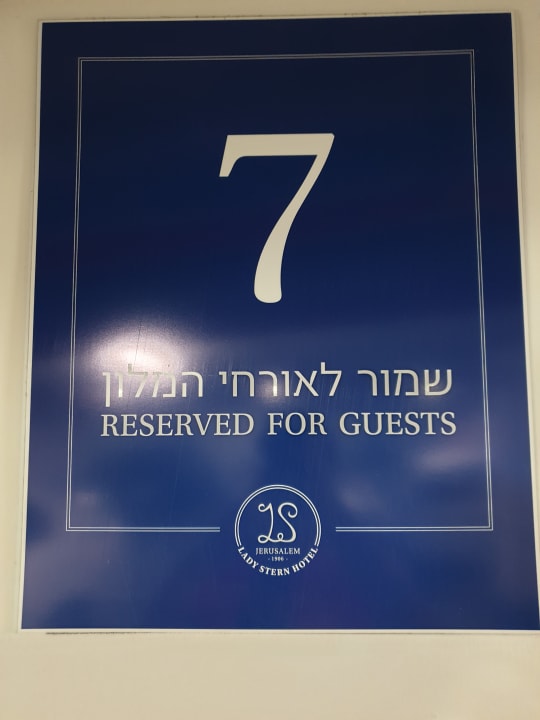 7
שמור לאורחי המלון
RESERVED FOR GUESTS
LS
JERUSALEM
- 1906 -
LADY STERN HOTEL